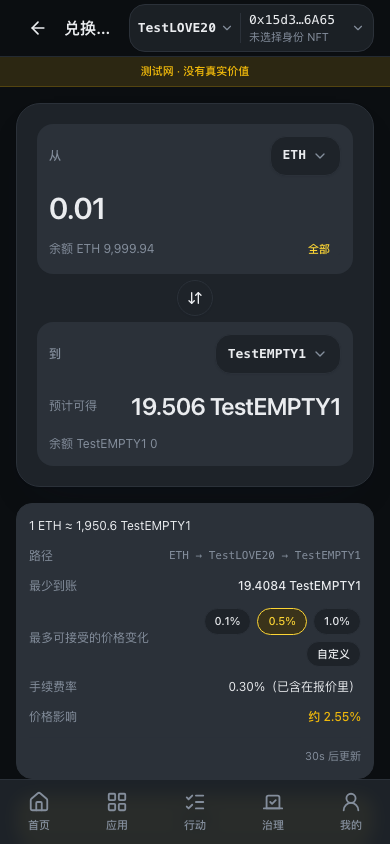 兑换...
TestLOVE20
0x15d3…6A65
未选择身份 NFT
测试网 · 没有真实价值
从
ETH
0.01
余额 ETH 9,999.94
全部
到
TestEMPTY1
预计可得
19.506 TestEMPTY1
余额 TestEMPTY1 0
1 ETH ≈ 1,950.6 TestEMPTY1
路径
ETH → TestLOVE20 → TestEMPTY1
最少到账
19.4084 TestEMPTY1
最多可接受的价格变化
0.1%
0.5%
1.0%
自定义
手续费率
0.30%（已含在报价里）
价格影响
约 2.55%
30s 后更新
首页
应用
行动
治理
我的